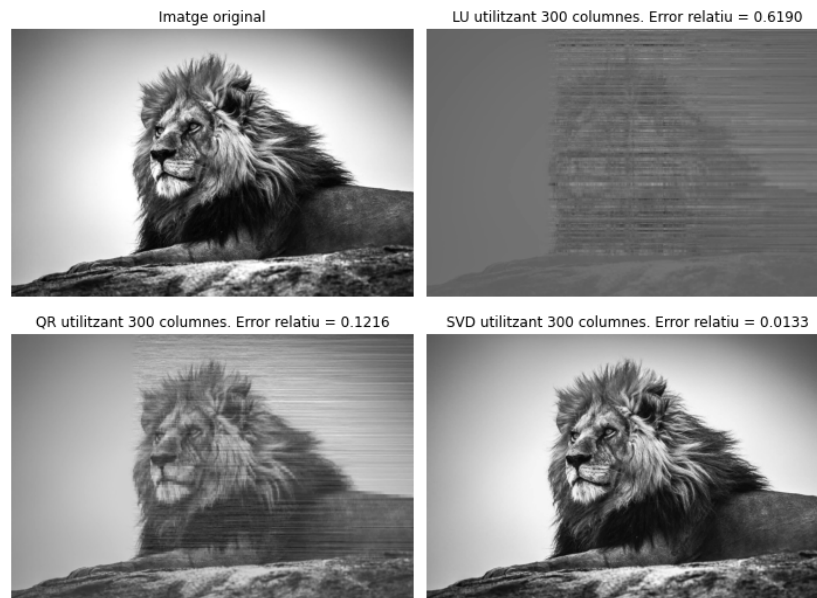 Imatge original
LU utilitzant 300 columnes. Error relatiu = 0.6190
QR utilitzant 300 columnes. Error relatiu = 0.1216
SVD utilitzant 300 columnes. Error relatiu = 0.0133